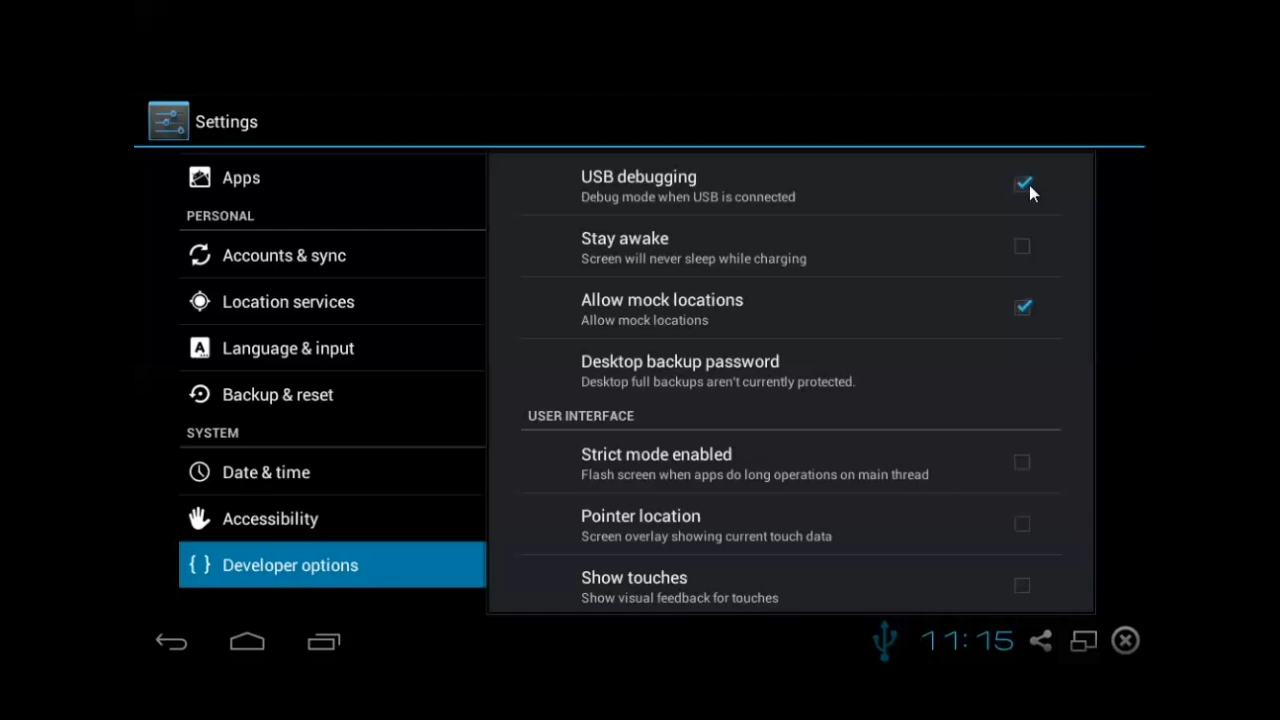 Settings
Apps
PERSONAL
Accounts & sync
Location services
Language & input
Backup & reset
SYSTEM
Date & time
Accessibility
{ } Developer options
USB debugging
Debug mode when USB is connected
Stay awake
Screen will never sleep while charging
Allow mock locations
Allow mock locations
Desktop backup password
Desktop full backups aren't currently protected.
USER INTERFACE
Strict mode enabled
Flash screen when apps do long operations on main thread
Pointer location
Screen overlay showing current touch data
Show touches
Show visual feedback for touches
11:15